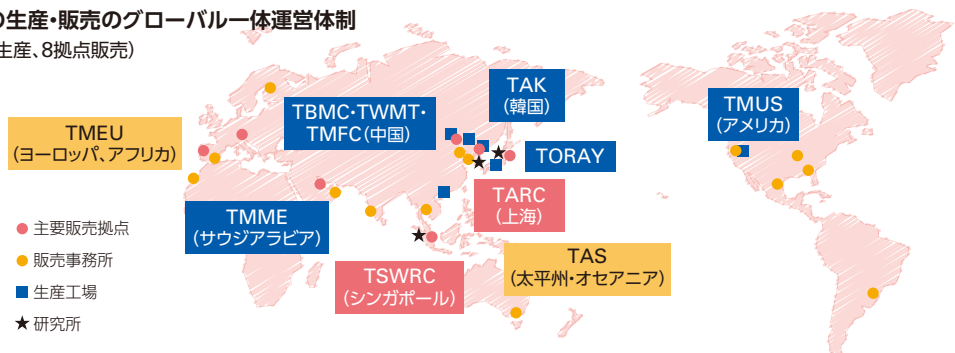 の生産・販売のグローバル一体運営体制
生産、8拠点販売）
TAK
（韓国）
TBMC・TWMT・
TMFC（中国）
TMUS
（アメリカ）
TMEU
（ヨーロッパ、アフリカ）
TORAY
TARC
（上海）
TMME
（サウジアラビア）
TAS
（太平州・オセアニア）
TSWRC
（シンガポール）
主要販売拠点
販売事務所
生産工場
研究所